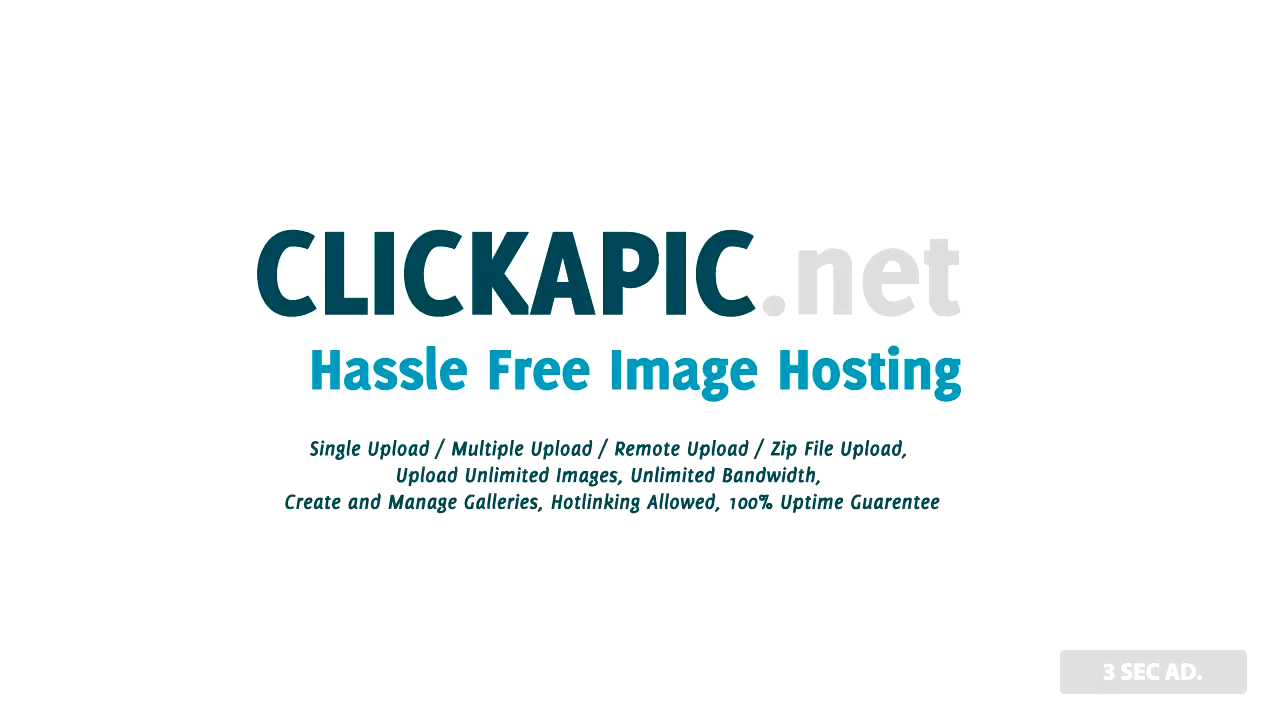 CLICKAPIC.net
Hassle Free Image Hosting
Single Upload / Multiple Upload / Remote Upload / Zip File Upload,
Upload Unlimited Images, Unlimited Bandwidth,
Create and Manage Galleries, Hotlinking Allowed, 100% Uptime Guarentee
3 SEC AD.